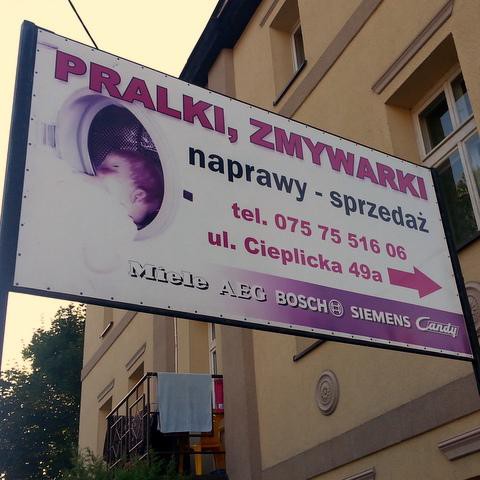 PRALKI, ZMYWARKI
naprawy - sprzedaż
tel. 075 75 516 06
ul. Cieplicka 49a
Miele AEG BOSCH SIEMENS Candy